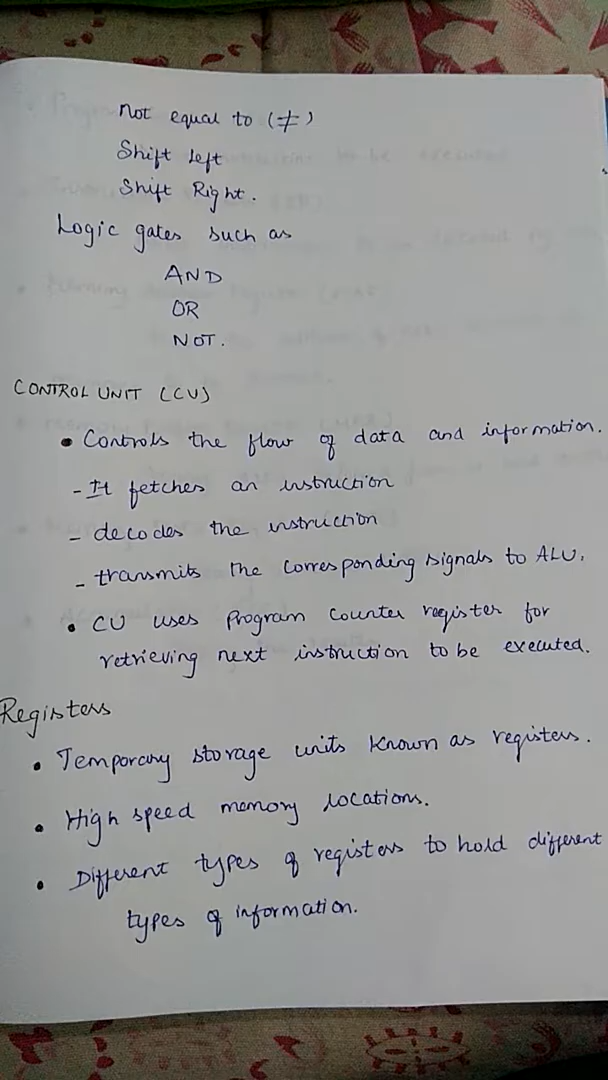 Not equal to (≠)
Shift left
Shift Right.
Logic gates such as
AND
OR
NOT.
CONTROL UNIT (CU)
• Controls the flow of data and information.
- It fetches an instruction
- decodes the instruction
- transmits the corresponding signals to ALU.
• CU uses Program Counter register for
retrieving next instruction to be executed.
Registers
• Temporary storage units known as registers.
• High speed memory locations.
• Different types of registers to hold different
types of information.